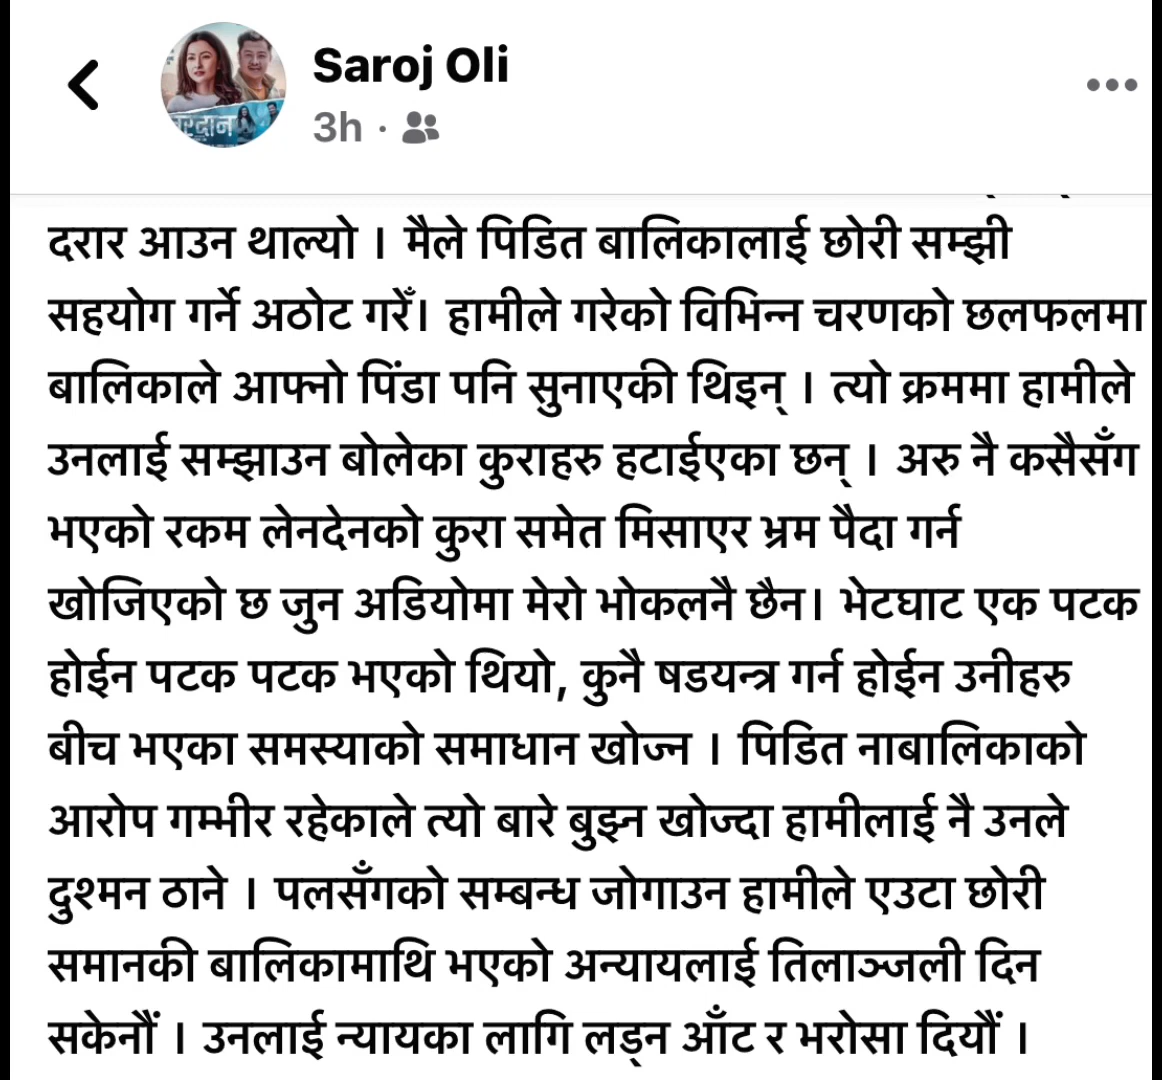 Saroj Oli
3h ·
वरदान
दरार आउन थाल्यो । मैले पिडित बालिकालाई छोरी सम्झी
सहयोग गर्ने अठोट गरेँ। हामीले गरेको विभिन्न चरणको छलफलमा
बालिकाले आफ्नो पिंडा पनि सुनाएकी थिइन् । त्यो क्रममा हामीले
उनलाई सम्झाउन बोलेका कुराहरु हटाईएका छन् । अरु नै कसैसँग
भएको रकम लेनदेनको कुरा समेत मिसाएर भ्रम पैदा गर्न
खोजिएको छ जुन अडियोमा मेरो भोकलनै छैन। भेटघाट एक पटक
होईन पटक पटक भएको थियो, कुनै षडयन्त्र गर्न होईन उनीहरु
बीच भएका समस्याको समाधान खोज्न । पिडित नाबालिकाको
आरोप गम्भीर रहेकाले त्यो बारे बुझ्न खोज्दा हामीलाई नै उनले
दुश्मन ठाने । पलसँगको सम्बन्ध जोगाउन हामीले एउटा छोरी
समानकी बालिकामाथि भएको अन्यायलाई तिलाञ्जली दिन
सकेनौं । उनलाई न्यायका लागि लड्न आँट र भरोसा दियौं ।